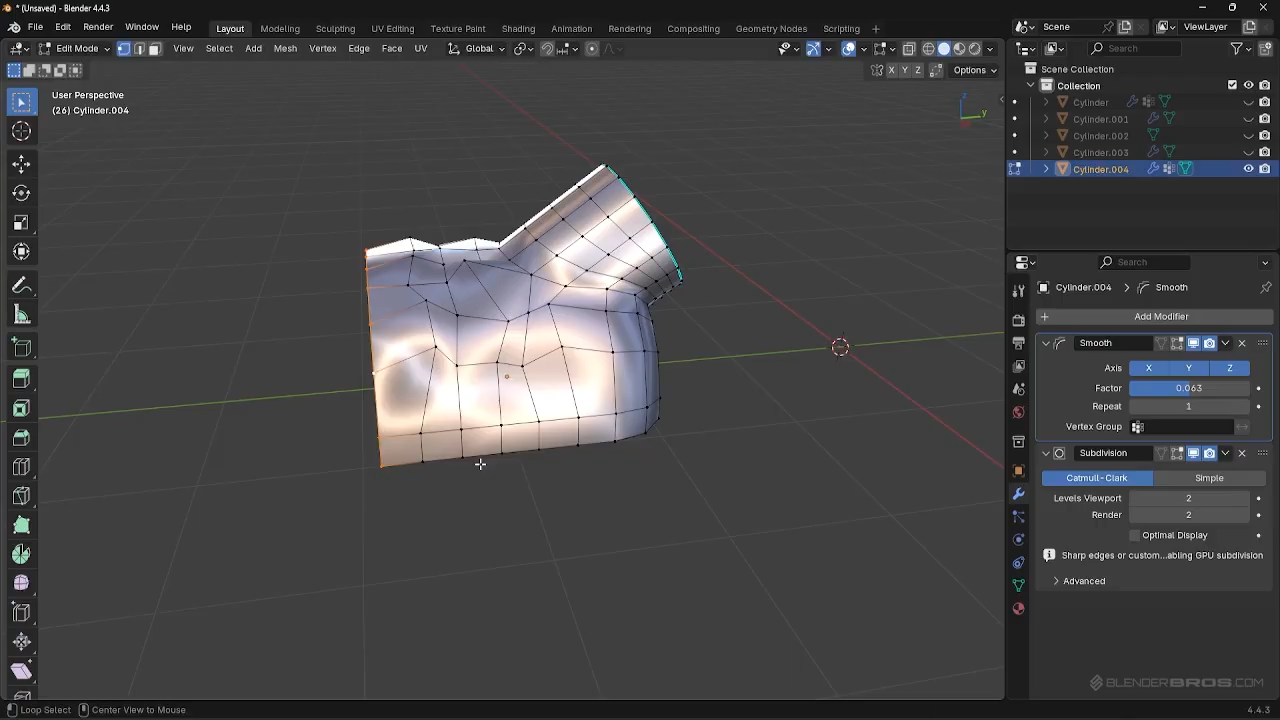 * (Unsaved) - Blender 4.4.3
File Edit Render Window Help Layout Modeling Sculpting UV Editing Texture Paint Shading Animation Rendering Compositing Geometry Nodes Scripting + Scene ViewLayer
Edit Mode View Select Add Mesh Vertex Edge Face UV Global Search
X Y Z Options Scene Collection
User Perspective
(26) Cylinder.004
Collection
Cylinder
Cylinder.001
Cylinder.002
Cylinder.003
Cylinder.004
z
y
Search
Cylinder.004 > Smooth
+ Add Modifier
Smooth
Axis X Y Z
Factor 0.063
Repeat 1
Vertex Group
Subdivision
Catmull-Clark Simple
Levels Viewport 2
Render 2
Optimal Display
Sharp edges or custom...abling GPU subdivision
Advanced
BLENDERBROS.COM
Loop Select Center View to Mouse 4.4.3